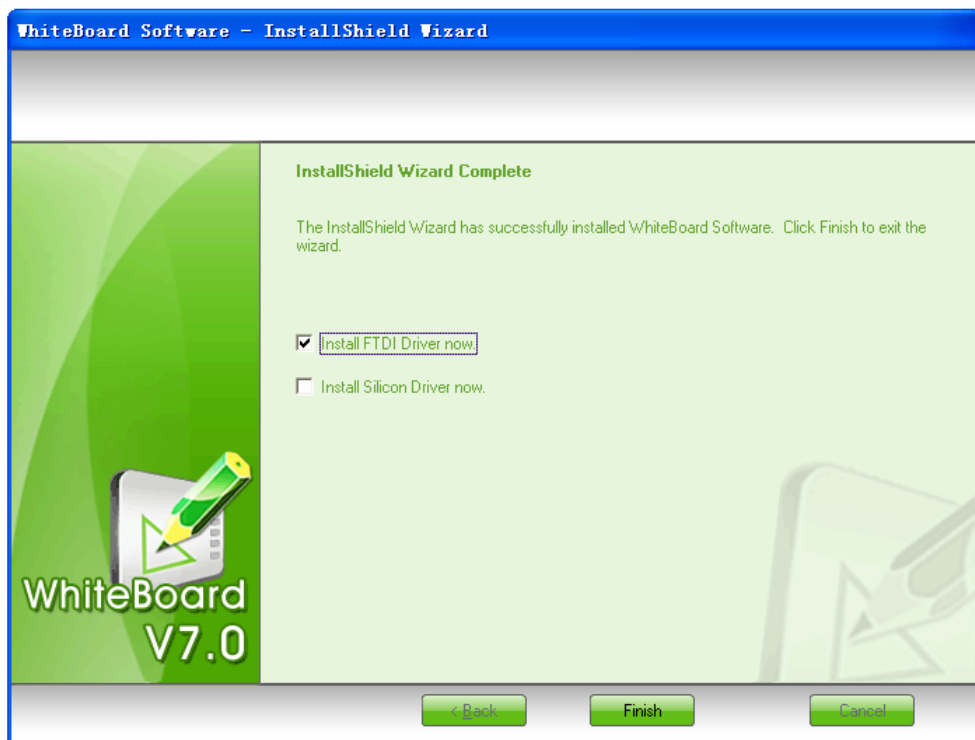 WhiteBoard Software - InstallShield Wizard
InstallShield Wizard Complete
The InstallShield Wizard has successfully installed WhiteBoard Software. Click Finish to exit the
wizard.
Install FTDI Driver now.
Install Silicon Driver now.
WhiteBoard
V7.0
< Back
Finish
Cancel